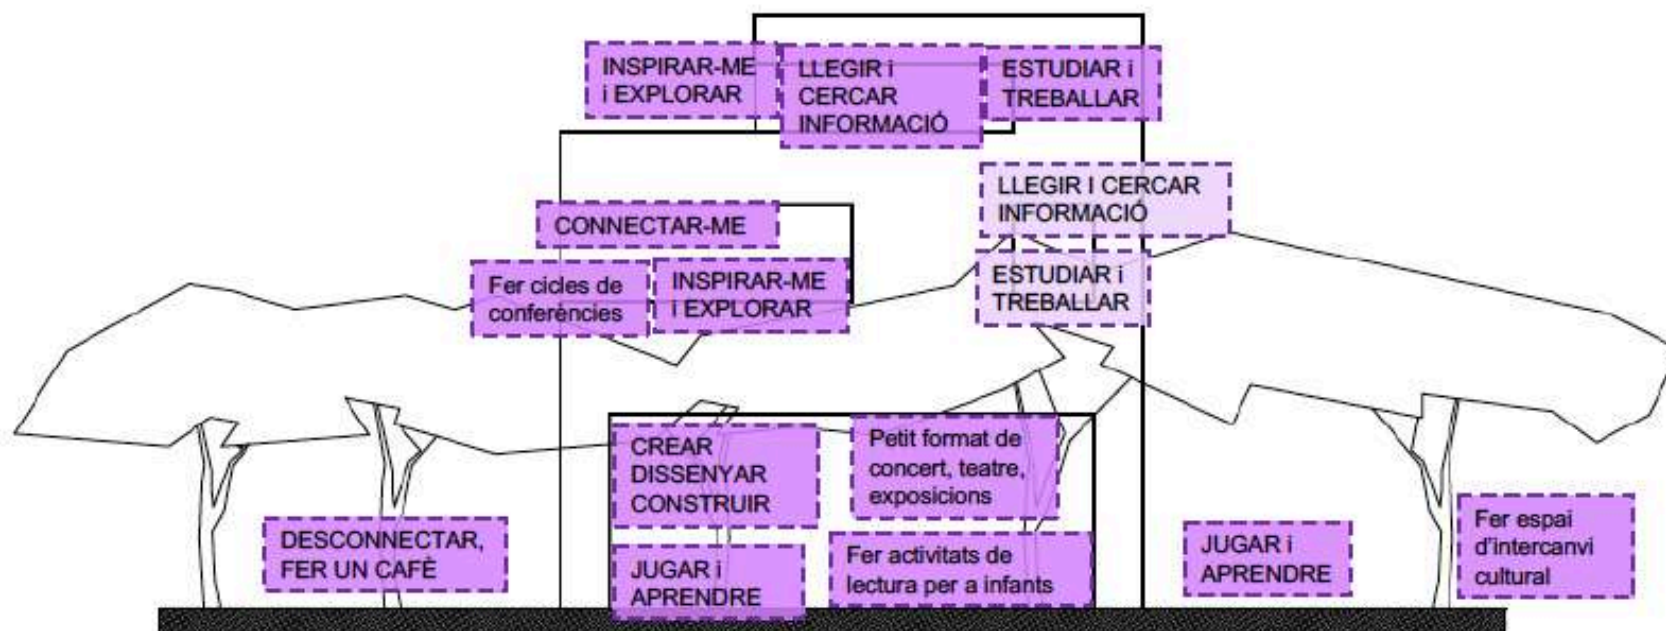 INSPIRAR-ME
i EXPLORAR
LLEGIR i
CERCAR
INFORMACIÓ
ESTUDIAR i
TREBALLAR
LLEGIR I CERCAR
INFORMACIÓ
CONNECTAR-ME
Fer cicles de
conferències
INSPIRAR-ME
i EXPLORAR
ESTUDIAR i
TREBALLAR
CREAR
DISSENYAR
CONSTRUIR
Petit format de
concert, teatre,
exposicions
DESCONNECTAR,
FER UN CAFÈ
JUGAR i
APRENDRE
Fer activitats de
lectura per a infants
JUGAR i
APRENDRE
Fer espai
d'intercanvi
cultural